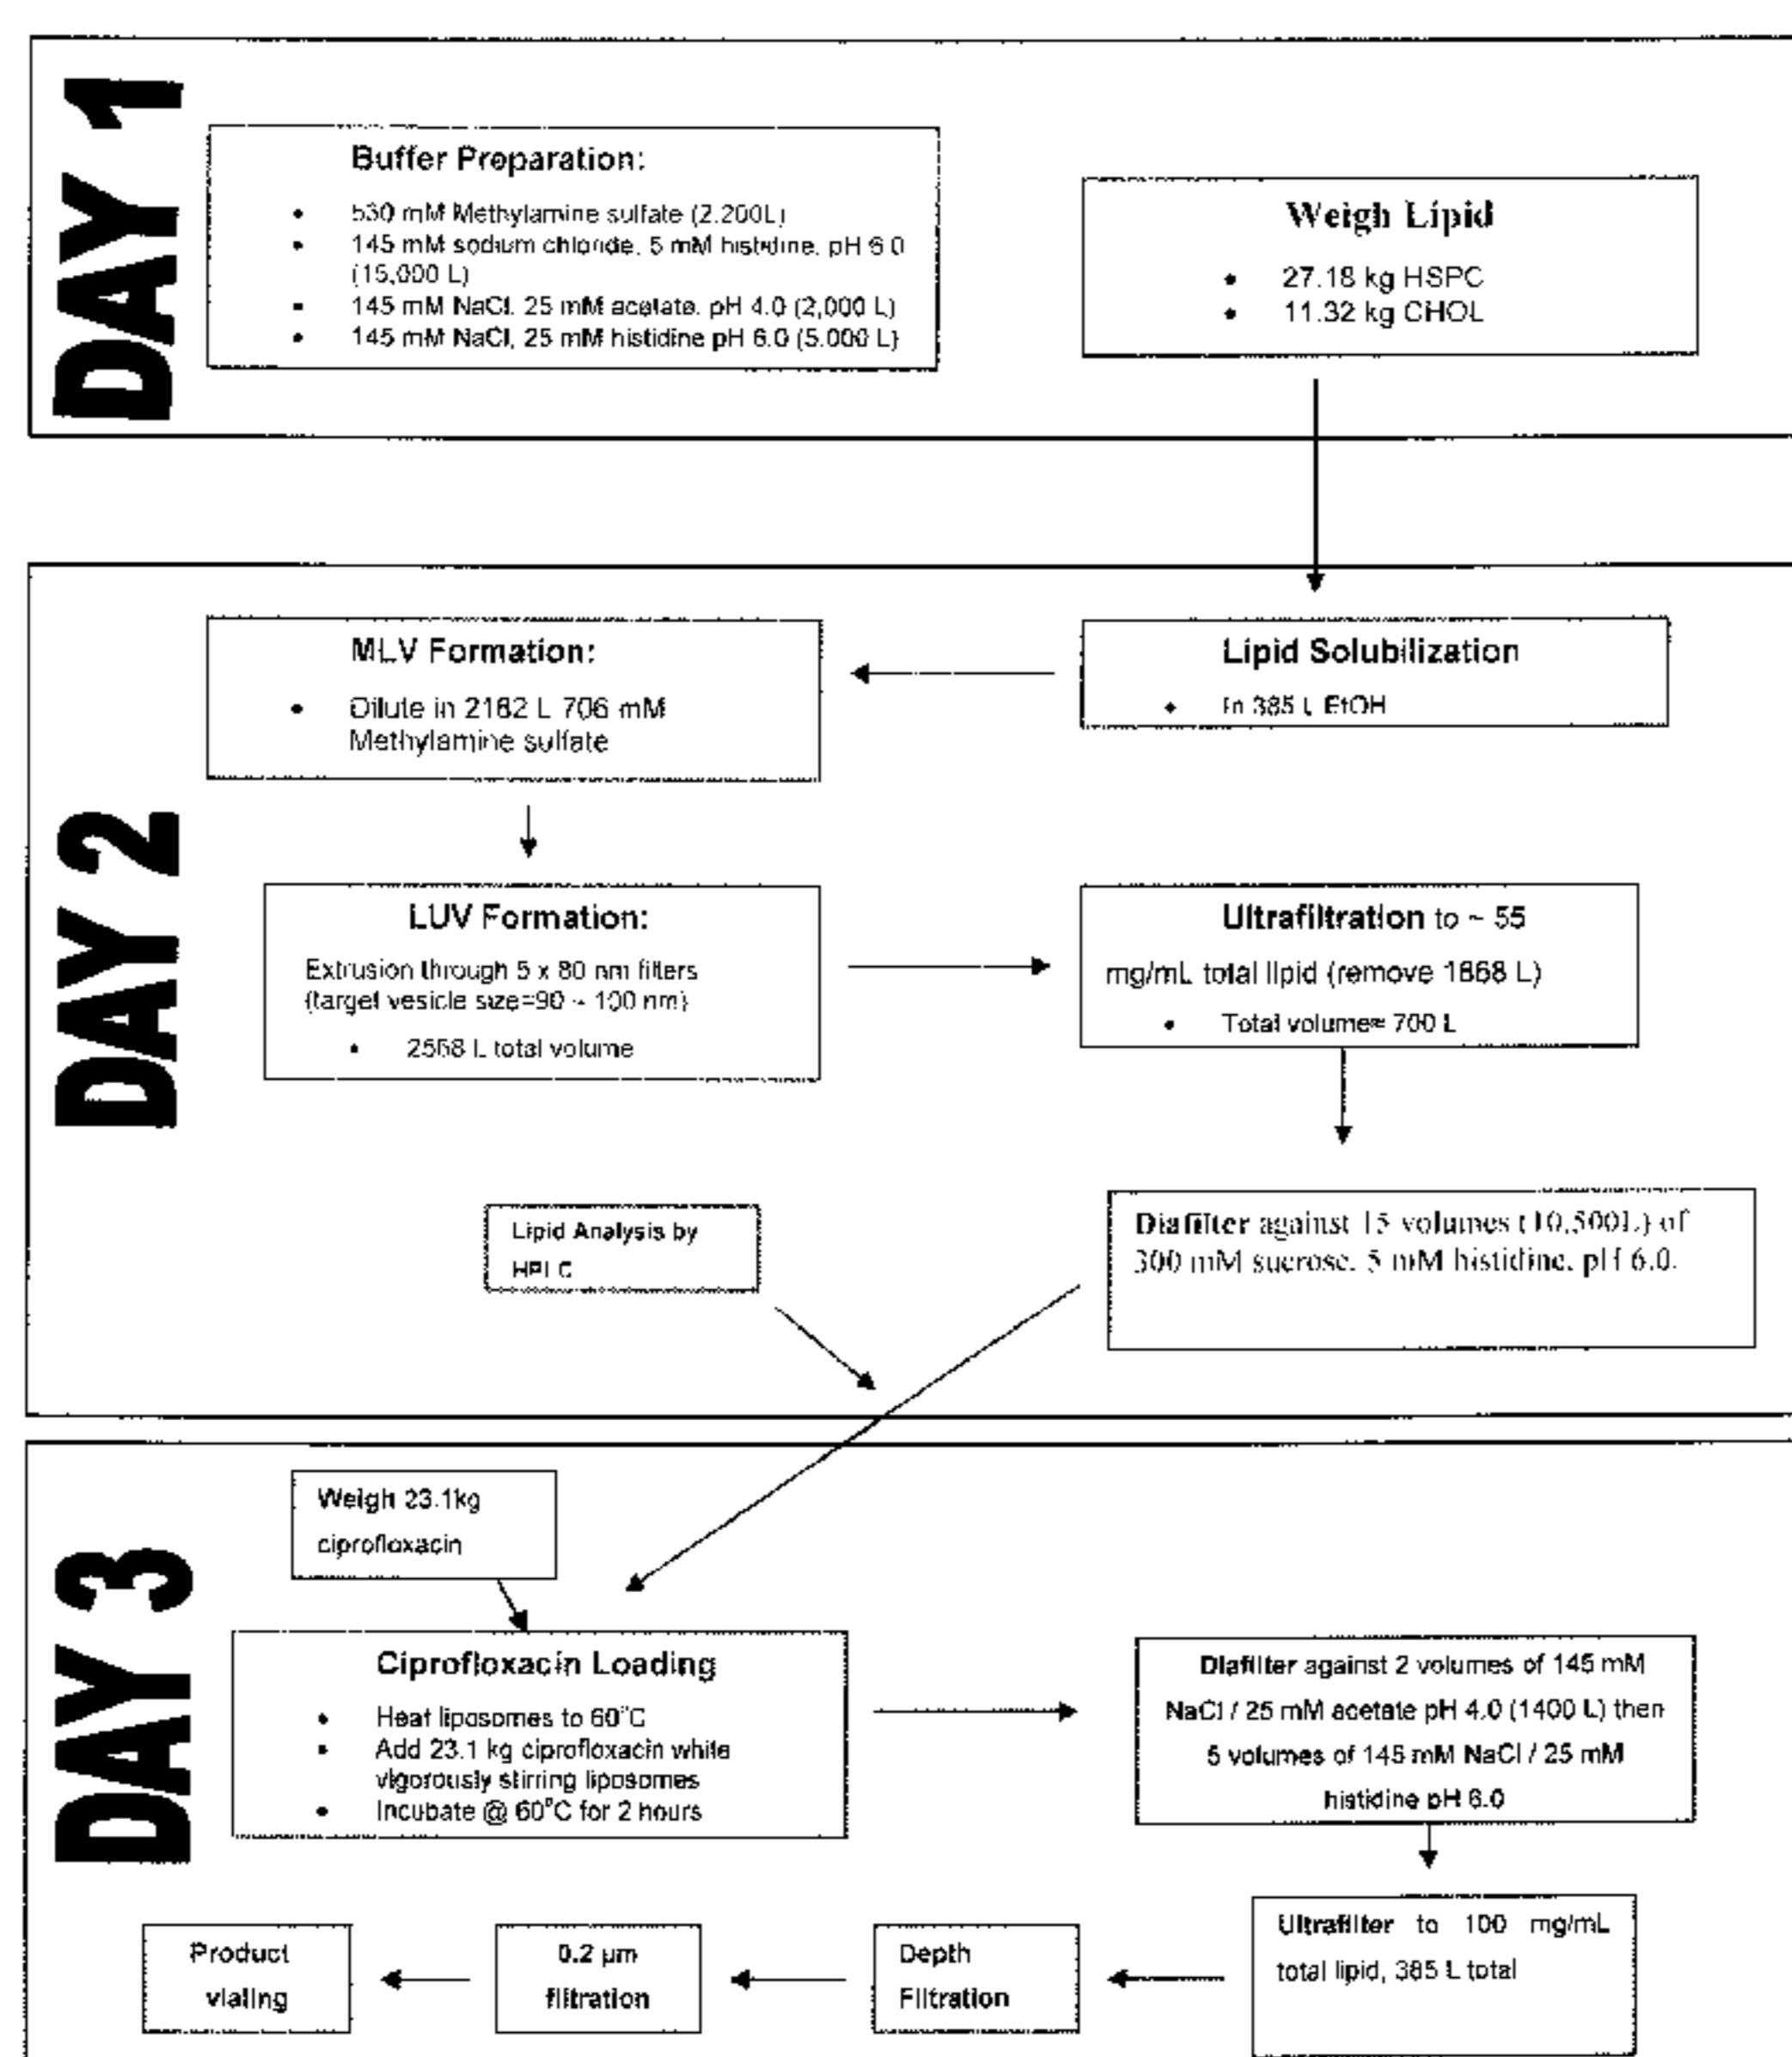 DAY 1
Buffer Preparation:
• 530 mM Methylamine sulfate (2,200L)
• 145 mM sodium chloride, 5 mM histidine, pH 6.0
(15,000 L)
• 145 mM NaCl, 25 mM acetate, pH 4.0 (2,000 L)
• 145 mM NaCl, 25 mM histidine pH 6.0 (5,000 L)
Weigh Lipid
• 27.18 kg HSPC
• 11.32 kg CHOL
DAY 2
MLV Formation:
• Dilute in 2182 L 706 mM
Methylamine sulfate
Lipid Solubilization
• In 385 L EtOH
LUV Formation:
Extrusion through 5 x 80 nm filters
(target vesicle size=90 - 100 nm)
• 2568 L total volume
Ultrafiltration to ~ 55
mg/mL total lipid (remove 1868 L)
• Total volume= 700 L
Lipid Analysis by
HPLC
Diafilter against 15 volumes (10,500L) of
300 mM sucrose, 5 mM histidine, pH 6.0.
DAY 3
Weigh 23.1kg
ciprofloxacin
Ciprofloxacin Loading
• Heat liposomes to 60°C
• Add 23.1 kg ciprofloxacin while
vigorously stirring liposomes
• Incubate @ 60°C for 2 hours
Diafilter against 2 volumes of 145 mM
NaCl / 25 mM acetate pH 4.0 (1400 L) then
5 volumes of 145 mM NaCl / 25 mM
histidine pH 6.0
Ultrafilter to 100 mg/mL
total lipid, 385 L total
Depth
Filtration
0.2 µm
filtration
Product
vialing